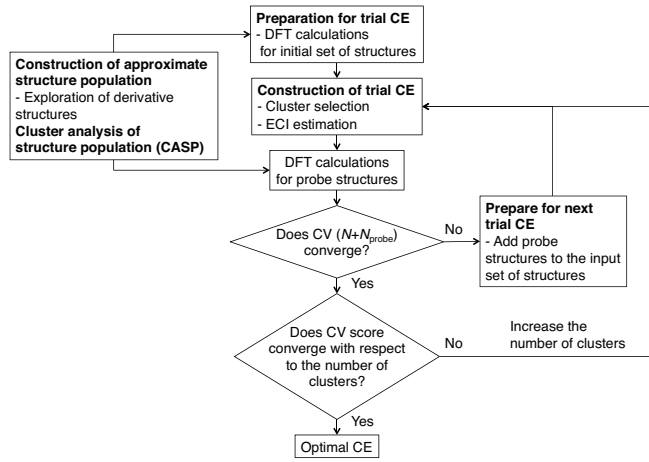 Preparation for trial CE
- DFT calculations
for initial set of structures
Construction of approximate
structure population
- Exploration of derivative
structures
Cluster analysis of
structure population (CASP)
Construction of trial CE
- Cluster selection
- ECI estimation
DFT calculations
for probe structures
Does CV (N+Nprobe)
converge?
No
Prepare for next
trial CE
- Add probe
structures to the input
set of structures
Yes
Does CV score
converge with respect
to the number of
clusters?
No
Increase the
number of clusters
Yes
Optimal CE